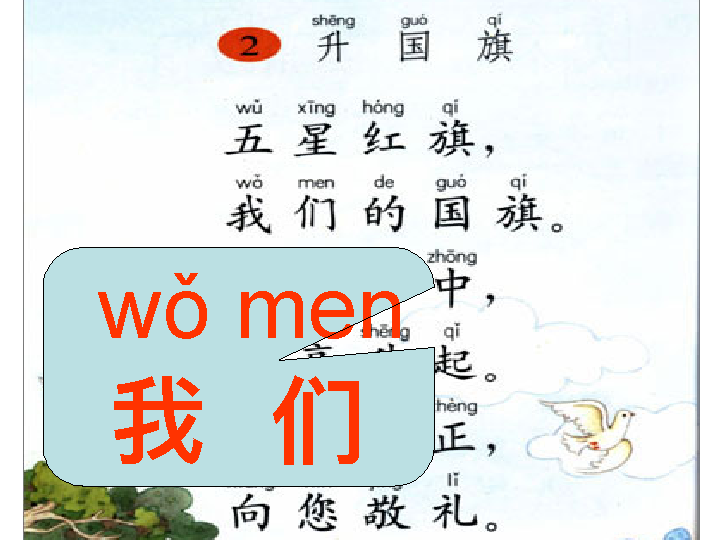 shēng guó qí
2 升 国 旗
wǔ xīng hóng qí
五 星 红 旗，
wǒ men de guó qí
我 们 的 国 旗。
zhōng
中，
wǒ men
shēng qǐ
起。
我 们
正，
lǐ
向 您 敬 礼。